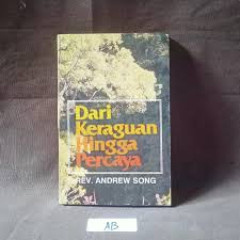 Dari
Keraguan
Hingga
Percaya
REV. ANDREW SONG
AB